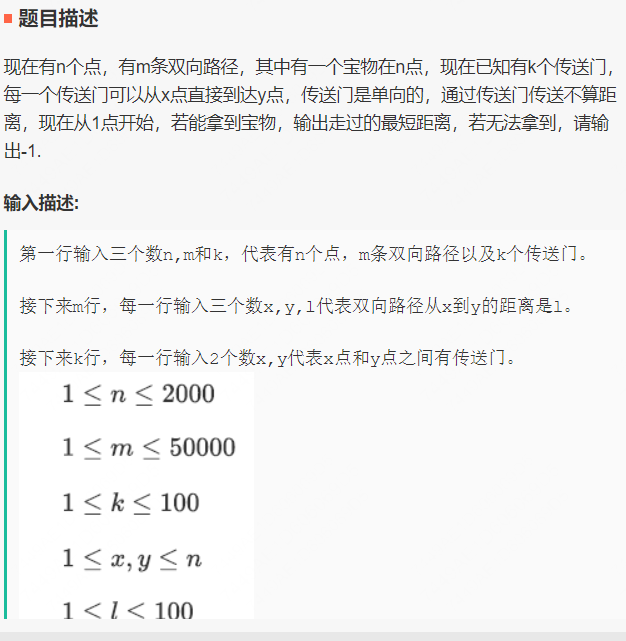 题目描述
现在有n个点，有m条双向路径，其中有一个宝物在n点，现在已知有k个传送门，
每一个传送门可以从x点直接到达y点，传送门是单向的，通过传送门传送不算距
离，现在从1点开始，若能拿到宝物，输出走过的最短距离，若无法拿到，请输
出-1.
输入描述:
第一行输入三个数n,m和k，代表有n个点，m条双向路径以及k个传送门。
接下来m行，每一行输入三个数x,y,l代表双向路径从x到y的距离是l。
接下来k行，每一行输入2个数x,y代表x点和y点之间有传送门。
1 ≤ n ≤ 2000
1 ≤ m ≤ 50000
1 ≤ k ≤ 100
1 ≤ x, y ≤ n
1 ≤ l ≤ 100